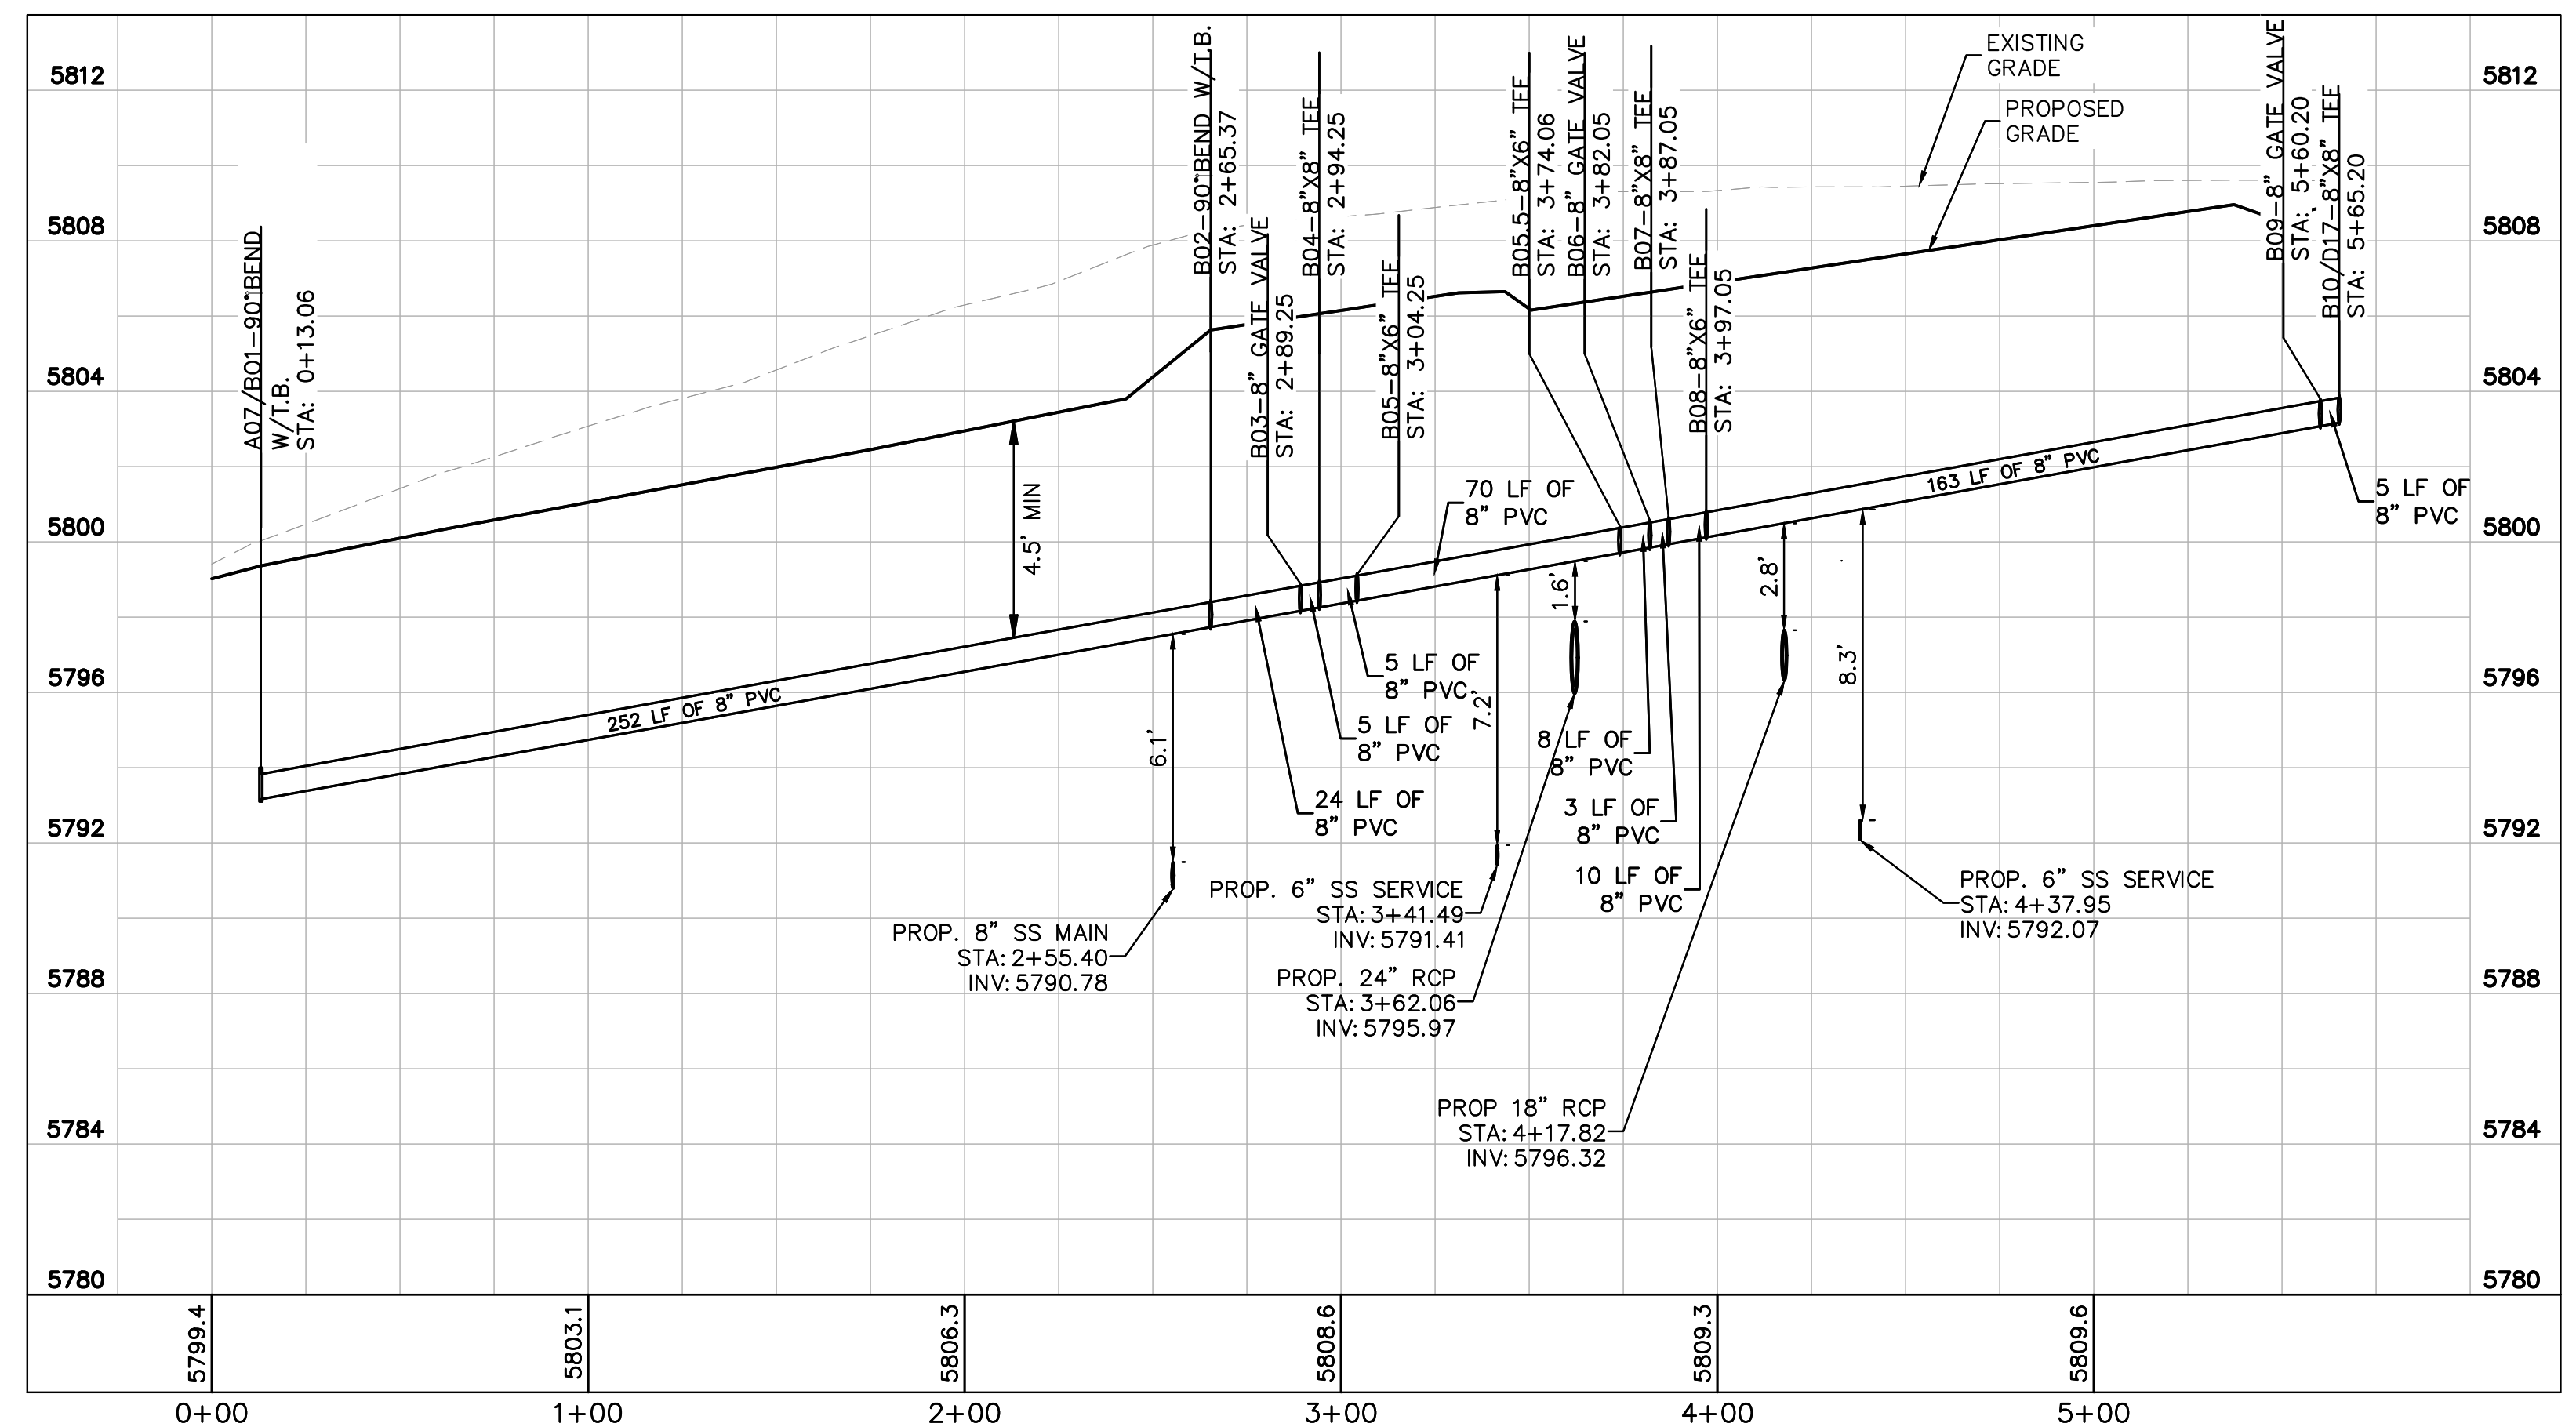 5812
5808
5804
5800
5796
5792
5788
5784
5780
A07/B01-90°BEND
W/T.B.
STA: 0+13.06
252 LF OF 8” PVC
4.5’ MIN
B02-90°BEND W/T.B.
STA: 2+65.37
B03-8” GATE VALVE
STA: 2+89.25
B04-8”X8” TEE
STA: 2+94.25
B05-8”X6” TEE
STA: 3+04.25
B05.5-8”X6” TEE
STA: 3+74.06
B06-8” GATE VALVE
STA: 3+82.05
B07-8”X8” TEE
STA: 3+87.05
B08-8”X6” TEE
STA: 3+97.05
EXISTING
GRADE
PROPOSED
GRADE
B09-8” GATE VALVE
STA: 5+60.20
B10/D17-8”X8” TEE
STA: 5+65.20
70 LF OF
8” PVC
163 LF OF 8” PVC
5 LF OF
8” PVC
6.1’
7.2’
1.6’
2.8’
8.3’
5 LF OF
8” PVC
5 LF OF
8” PVC
24 LF OF
8” PVC
8 LF OF
8” PVC
3 LF OF
8” PVC
10 LF OF
8” PVC
PROP. 8” SS MAIN
STA: 2+55.40
INV: 5790.78
PROP. 6” SS SERVICE
STA: 3+41.49
INV: 5791.41
PROP. 24” RCP
STA: 3+62.06
INV: 5795.97
PROP 18” RCP
STA: 4+17.82
INV: 5796.32
PROP. 6” SS SERVICE
STA: 4+37.95
INV: 5792.07
5812
5808
5804
5800
5796
5792
5788
5784
5780
5799.4
5803.1
5806.3
5808.6
5809.3
5809.6
0+00
1+00
2+00
3+00
4+00
5+00